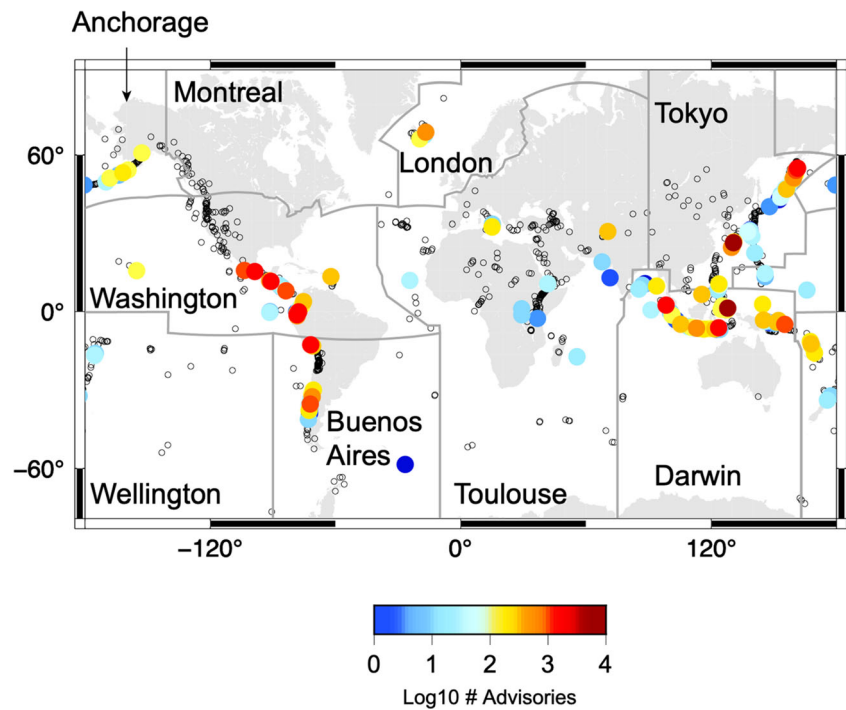 Anchorage
Montreal
Tokyo
London
60°
Washington
0°
Buenos
Aires
Darwin
Wellington
Toulouse
−60°
−120°
0°
120°
0
1
2
3
4
Log10 # Advisories